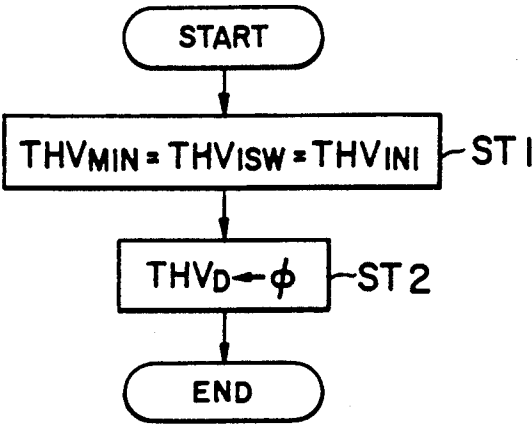 START
THVMIN = THVISW = THVINI ST1
THVD ← ϕ ST2
END